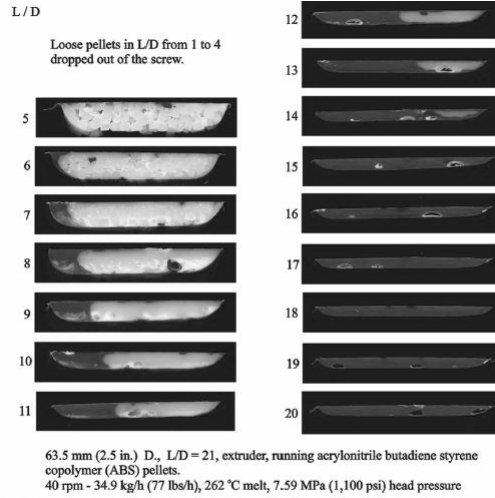 L / D
Loose pellets in L/D from 1 to 4
dropped out of the screw.
5
6
7
8
9
10
11
12
13
14
15
16
17
18
19
20
63.5 mm (2.5 in.) D., L/D = 21, extruder, running acrylonitrile butadiene styrene
copolymer (ABS) pellets.
40 rpm - 34.9 kg/h (77 lbs/h), 262 °C melt, 7.59 MPa (1,100 psi) head pressure